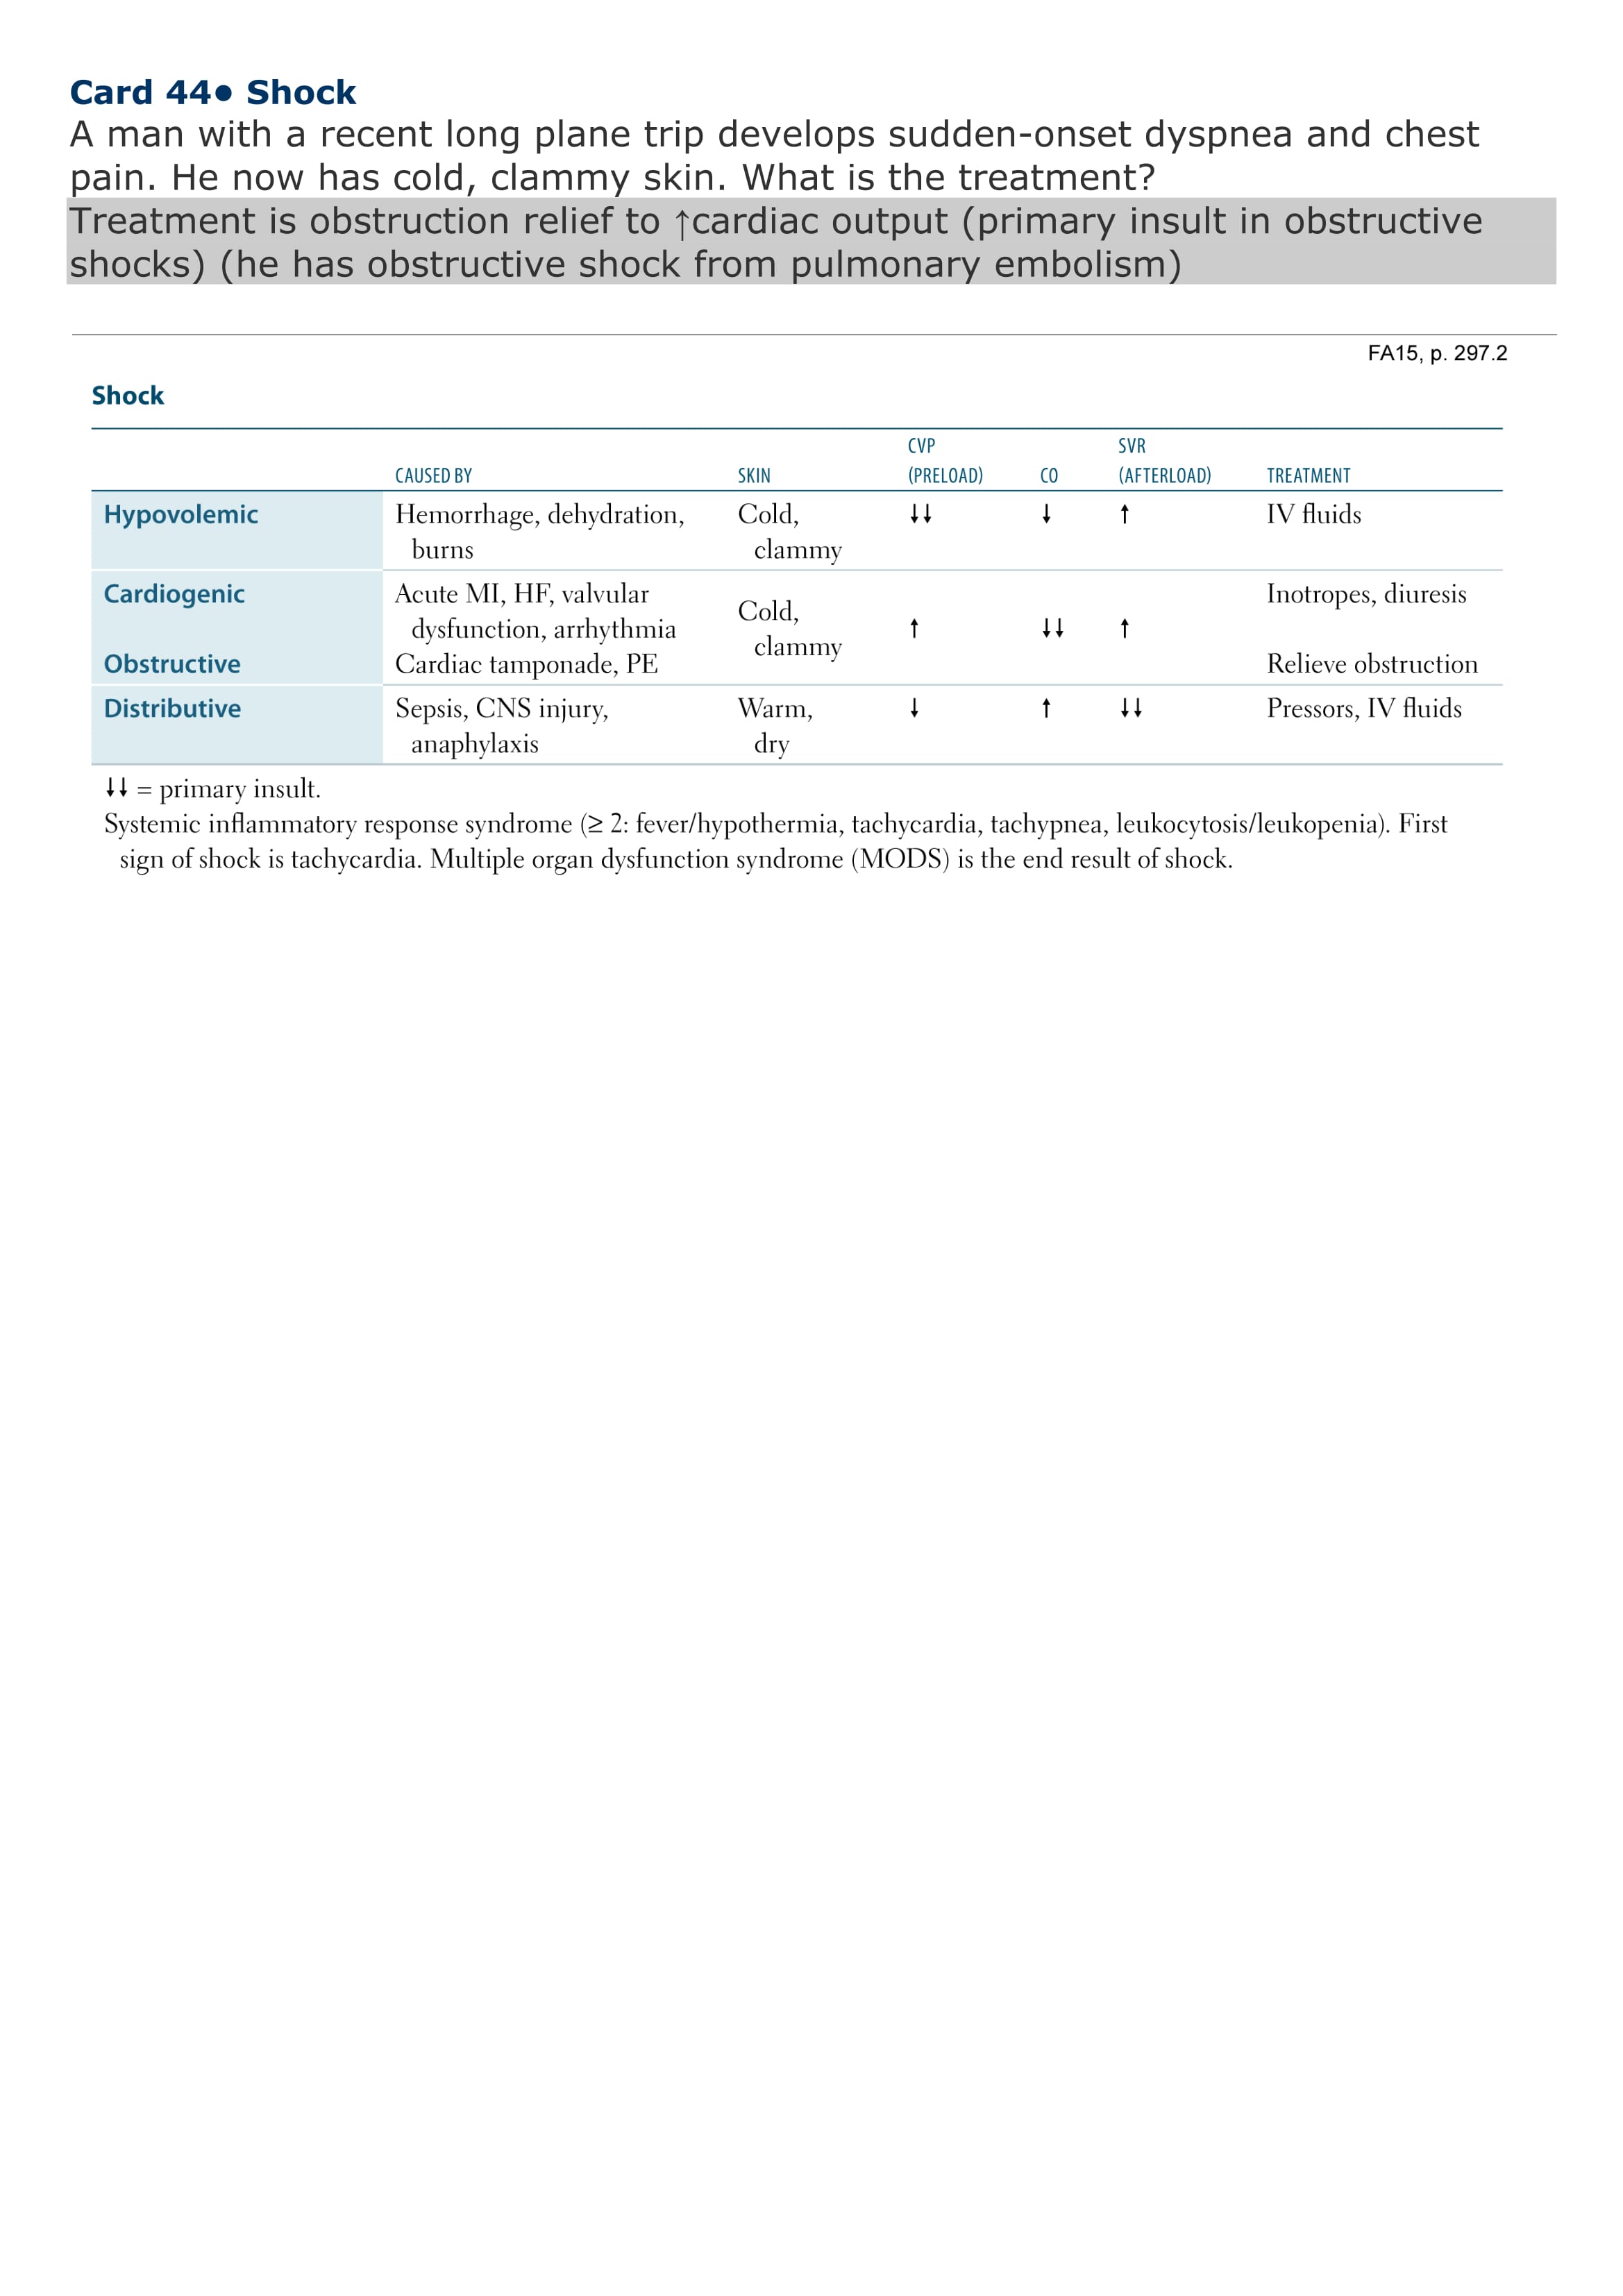 Card 44● Shock
A man with a recent long plane trip develops sudden-onset dyspnea and chest
pain. He now has cold, clammy skin. What is the treatment?
Treatment is obstruction relief to ↑cardiac output (primary insult in obstructive
shocks) (he has obstructive shock from pulmonary embolism)
FA15, p. 297.2
Shock
CAUSED BY SKIN CVP (PRELOAD) CO SVR (AFTERLOAD) TREATMENT
Hypovolemic Hemorrhage, dehydration, Cold, ↓↓ ↓ ↑ IV fluids
burns clammy
Cardiogenic Acute MI, HF, valvular Inotropes, diuresis
dysfunction, arrhythmia Cold, clammy ↑ ↓↓ ↑
Obstructive Cardiac tamponade, PE Relieve obstruction
Distributive Sepsis, CNS injury, Warm, ↓ ↑ ↓↓ Pressors, IV fluids
anaphylaxis dry
↓↓ = primary insult.
Systemic inflammatory response syndrome (≥ 2: fever/hypothermia, tachycardia, tachypnea, leukocytosis/leukopenia). First
sign of shock is tachycardia. Multiple organ dysfunction syndrome (MODS) is the end result of shock.